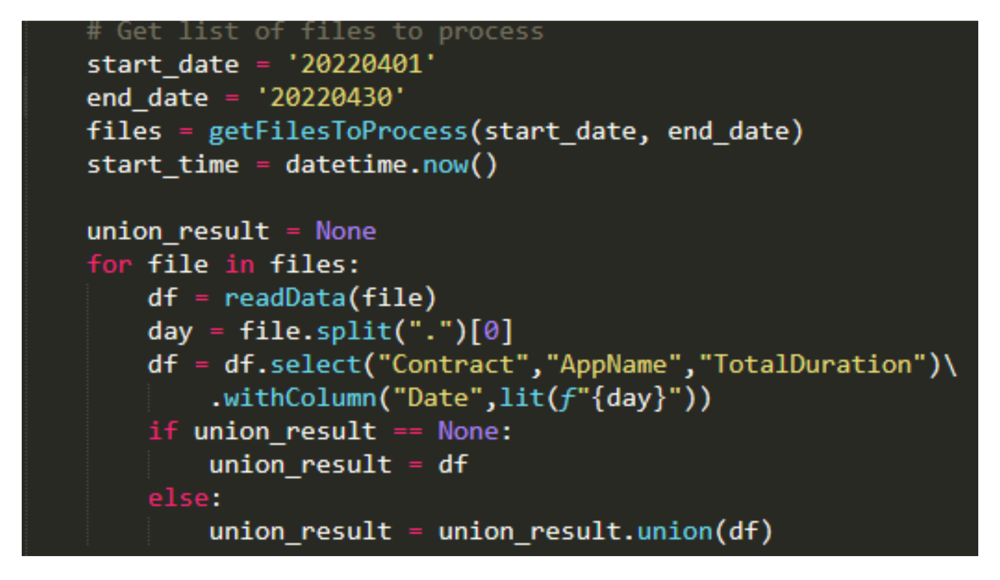 # Get list of files to process
start_date = '20220401'
end_date = '20220430'
files = getFilesToProcess(start_date, end_date)
start_time = datetime.now()

union_result = None
for file in files:
    df = readData(file)
    day = file.split(".")[0]
    df = df.select("Contract","AppName","TotalDuration")\
        .withColumn("Date",lit(f"{day}"))
    if union_result == None:
        union_result = df
    else:
        union_result = union_result.union(df)